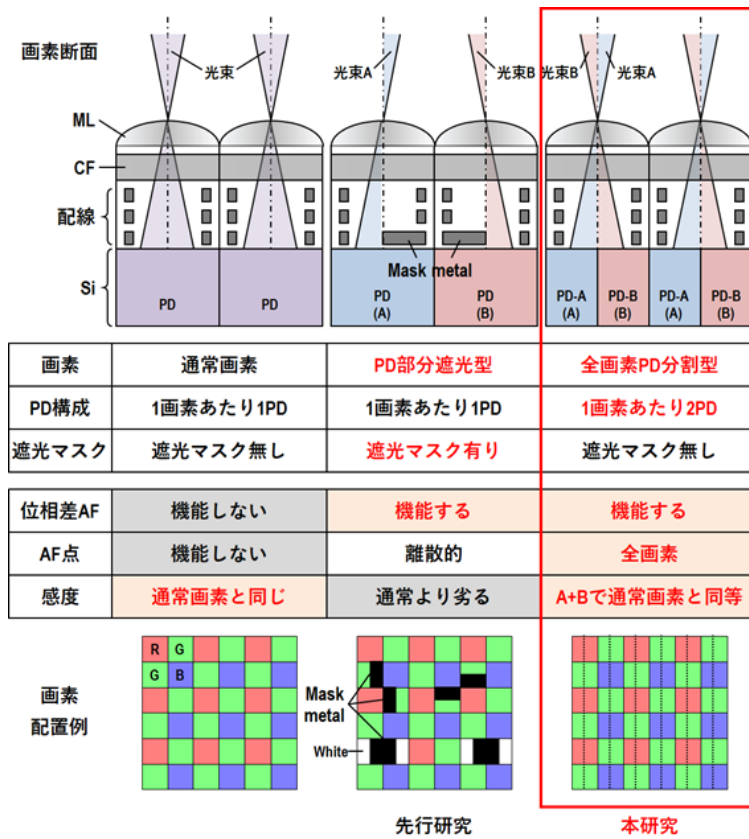 画素断面
光束
光束A
光束B 光束B
光束A
ML
CF
配線
Mask metal
Si
PD
PD
PD
(A)
PD
(B)
PD-A
(A)
PD-B
(B)
PD-A
(A)
PD-B
(B)
画素 通常画素 PD部分遮光型 全画素PD分割型
PD構成 1画素あたり1PD 1画素あたり1PD 1画素あたり2PD
遮光マスク 遮光マスク無し 遮光マスク有り 遮光マスク無し
位相差AF 機能しない 機能する 機能する
AF点 機能しない 離散的 全画素
感度 通常画素と同じ 通常より劣る A+Bで通常画素と同等
画素
配置例
R G
G B
Mask
metal
White
先行研究 本研究